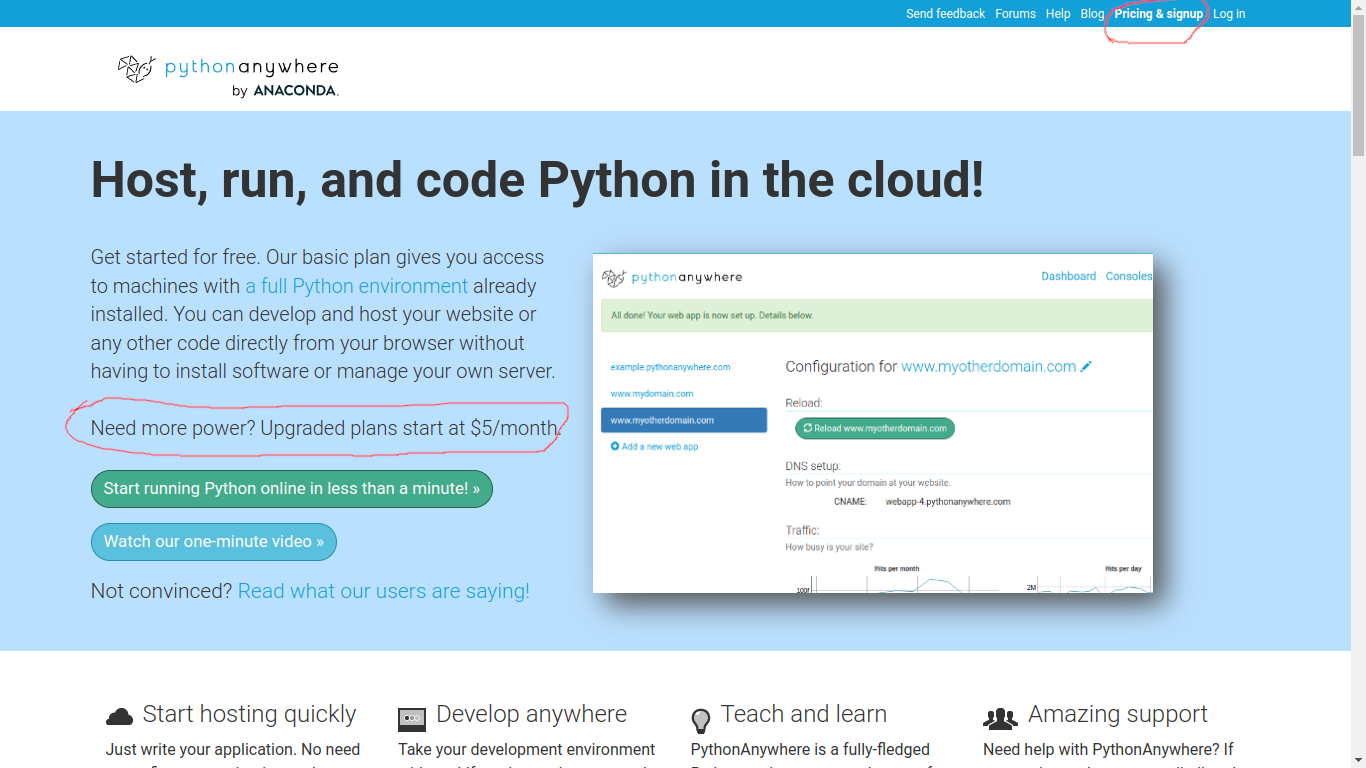 Send feedback Forums Help Blog Pricing & signup Log in
pythonanywhere
by ANACONDA.
Host, run, and code Python in the cloud!
Get started for free. Our basic plan gives you access
to machines with a full Python environment already
installed. You can develop and host your website or
any other code directly from your browser without
having to install software or manage your own server.
Need more power? Upgraded plans start at $5/month.
Start running Python online in less than a minute! »
Watch our one-minute video »
Not convinced? Read what our users are saying!
pythonanywhere
Dashboard Consoles
All done! Your web app is now set up. Details below.
example.pythonanywhere.com
www.mydomain.com
www.myotherdomain.com
Add a new web app
Configuration for www.myotherdomain.com
Reload:
Reload www.myotherdomain.com
DNS setup:
How to point your domain at your website.
CNAME: webapp-4.pythonanywhere.com
Traffic:
How busy is your site?
Hits per month Hits per day
2M
Start hosting quickly
Just write your application. No need
Develop anywhere
Take your development environment
Teach and learn
PythonAnywhere is a fully-fledged
Amazing support
Need help with PythonAnywhere? If